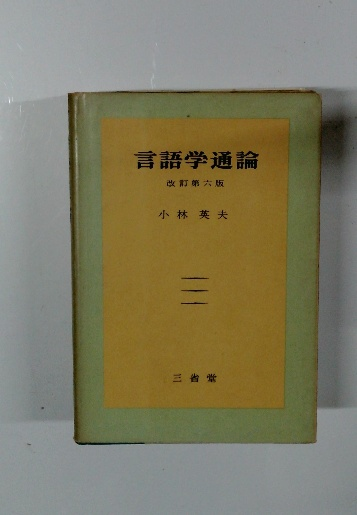 言語学通論
改訂第六版
小林英夫
三省堂